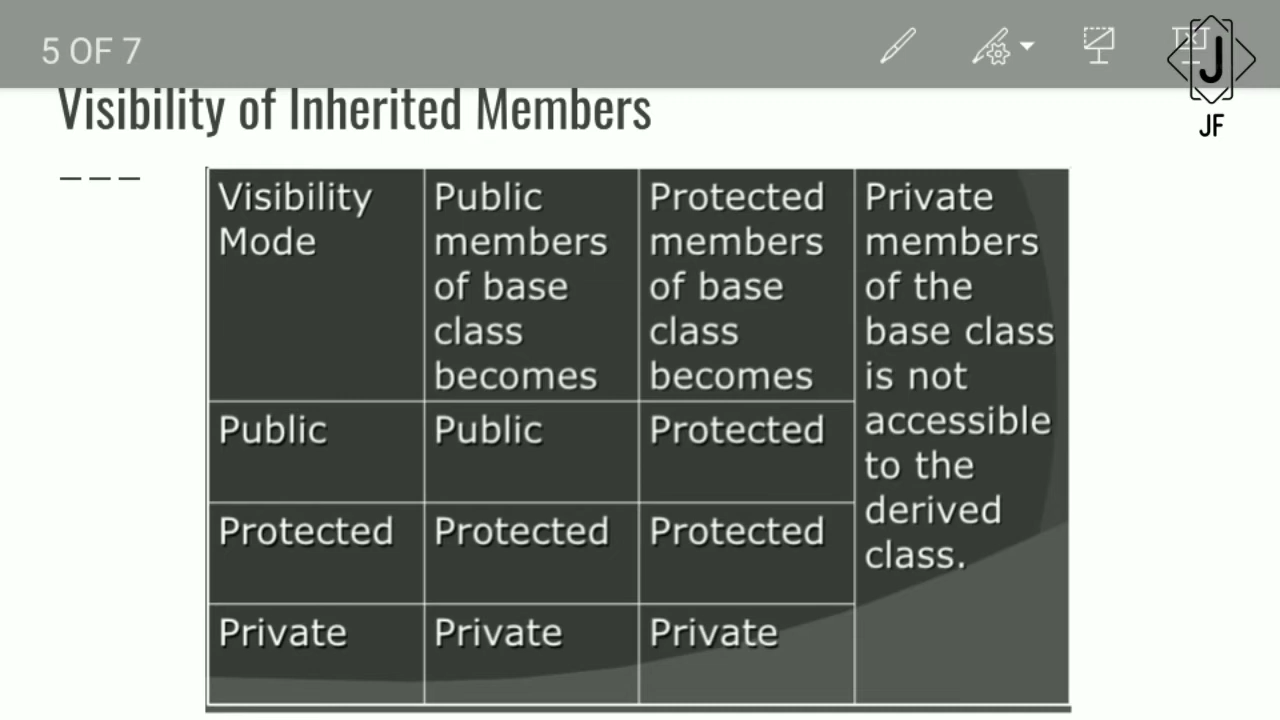 5 OF 7
J
JF
Visibility of Inherited Members
Visibility
Mode
Public
members
of base
class
becomes
Protected
members
of base
class
becomes
Private
members
of the
base class
is not
accessible
to the
derived
class.
Public
Public
Protected
Protected
Protected
Protected
Private
Private
Private